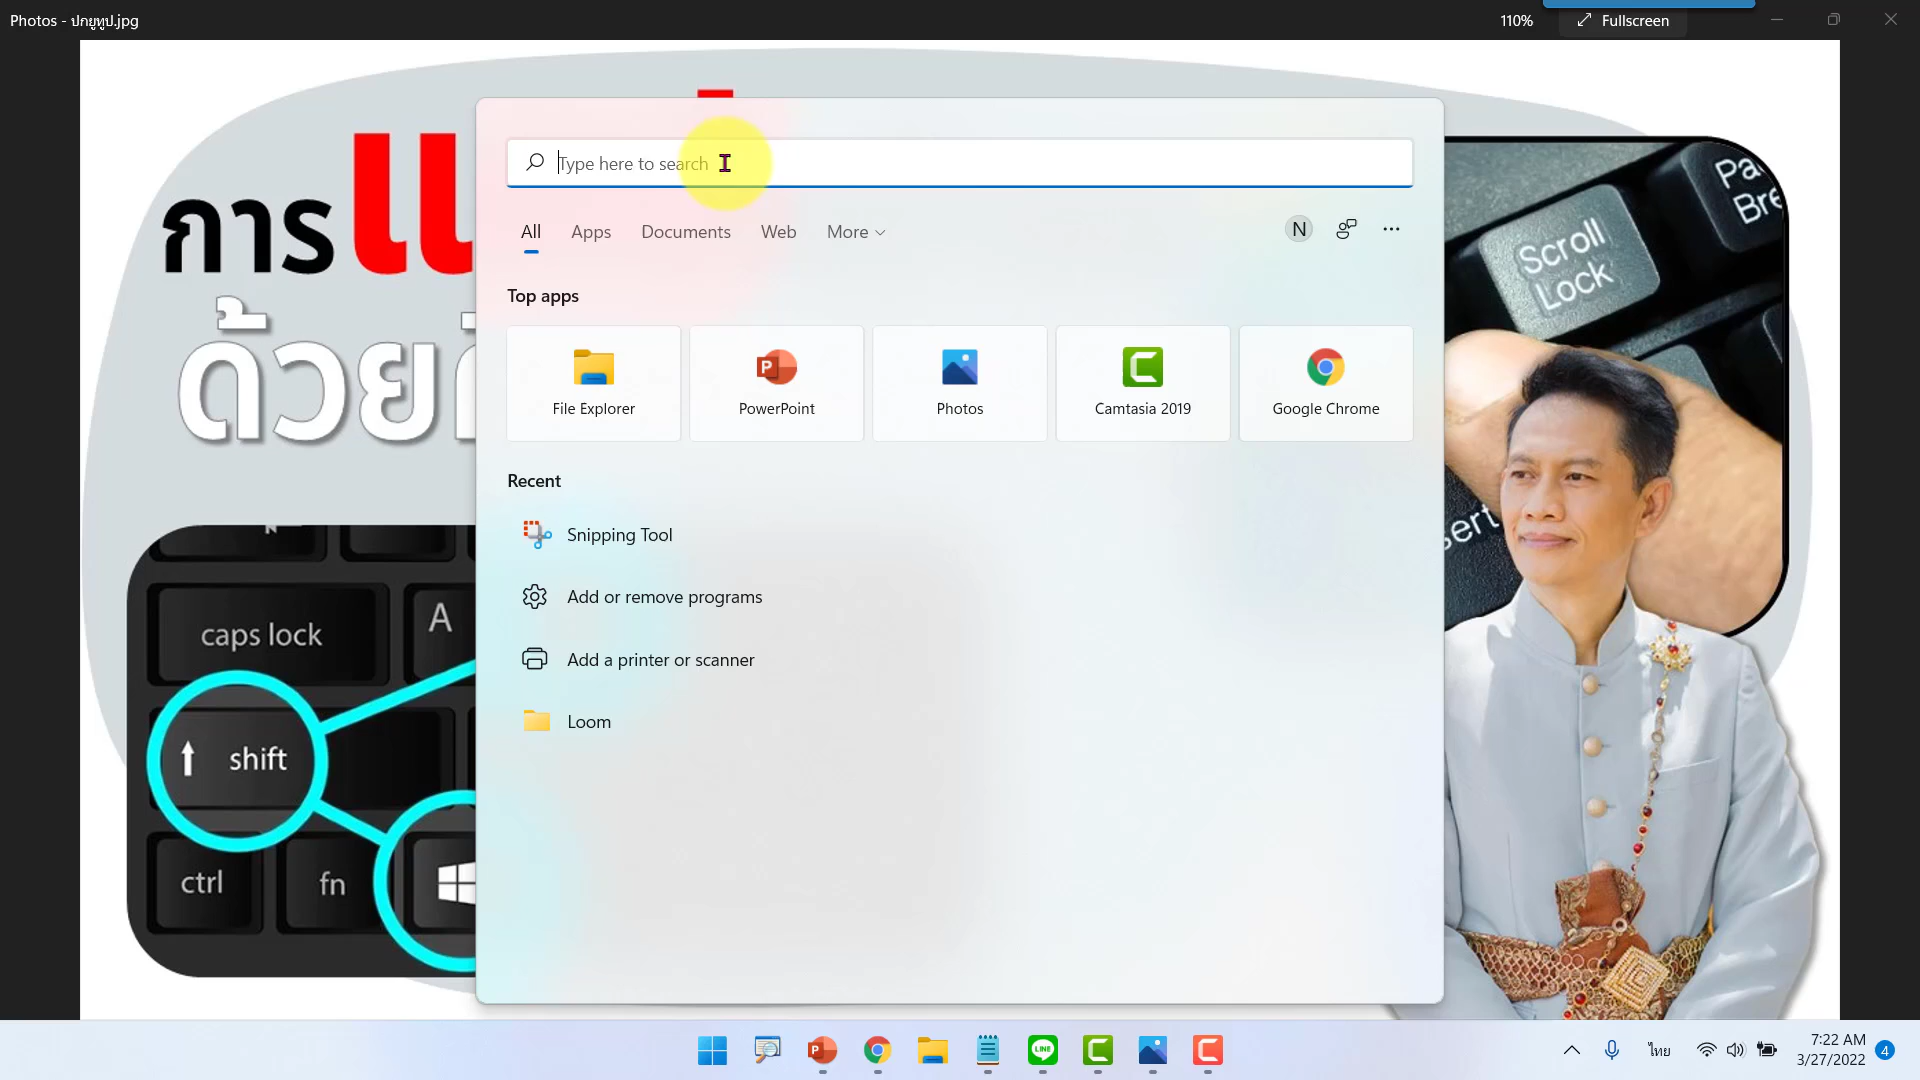 Photos - ปกยูทูป.jpg
110%
Fullscreen
การแ
ด้วย
Type here to search
All
Apps
Documents
Web
More
N
Top apps
File Explorer
PowerPoint
Photos
Camtasia 2019
Google Chrome
Recent
Snipping Tool
Add or remove programs
Add a printer or scanner
Loom
Scroll
Lock
Pa
Bre
sert
caps lock
A
shift
ctrl
fn
LINE
ไทย
7:22 AM
3/27/2022
4